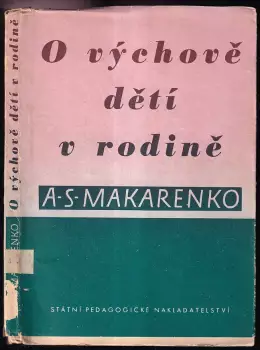 O výchově
dětí
v rodině
A-S-MAKARENKO
STÁTNÍ PEDAGOGICKÉ NAKLADATELSTVÍ
O výchově dětí v rodině